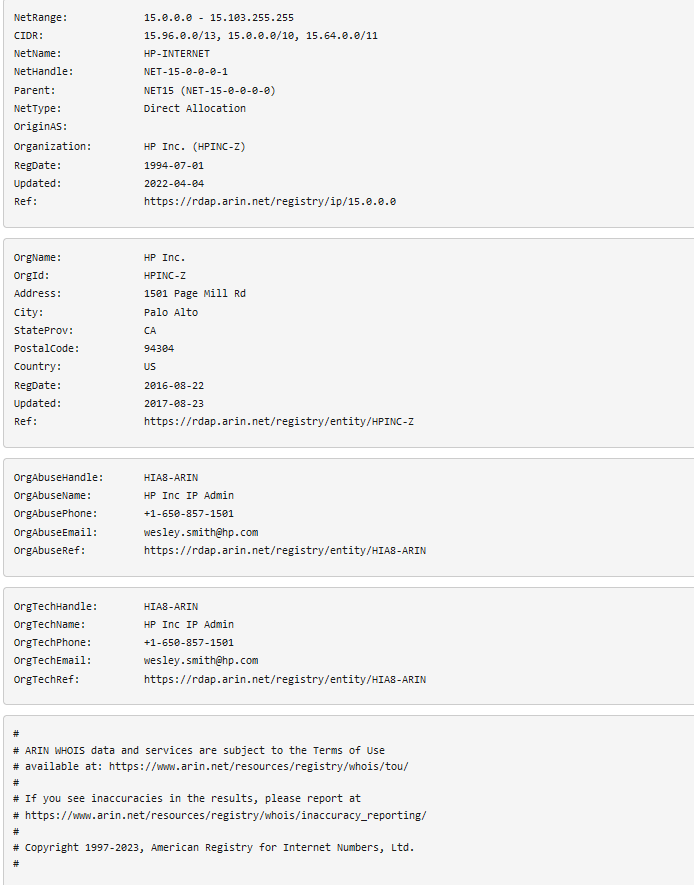 NetRange: 15.0.0.0 - 15.103.255.255
CIDR: 15.96.0.0/13, 15.0.0.0/10, 15.64.0.0/11
NetName: HP-INTERNET
NetHandle: NET-15-0-0-0-1
Parent: NET15 (NET-15-0-0-0-0)
NetType: Direct Allocation
OriginAS:
Organization: HP Inc. (HPINC-Z)
RegDate: 1994-07-01
Updated: 2022-04-04
Ref: https://rdap.arin.net/registry/ip/15.0.0.0
OrgName: HP Inc.
OrgId: HPINC-Z
Address: 1501 Page Mill Rd
City: Palo Alto
StateProv: CA
PostalCode: 94304
Country: US
RegDate: 2016-08-22
Updated: 2017-08-23
Ref: https://rdap.arin.net/registry/entity/HPINC-Z
OrgAbuseHandle: HIA8-ARIN
OrgAbuseName: HP Inc IP Admin
OrgAbusePhone: +1-650-857-1501
OrgAbuseEmail: wesley.smith@hp.com
OrgAbuseRef: https://rdap.arin.net/registry/entity/HIA8-ARIN
OrgTechHandle: HIA8-ARIN
OrgTechName: HP Inc IP Admin
OrgTechPhone: +1-650-857-1501
OrgTechEmail: wesley.smith@hp.com
OrgTechRef: https://rdap.arin.net/registry/entity/HIA8-ARIN
#
# ARIN WHOIS data and services are subject to the Terms of Use
# available at: https://www.arin.net/resources/registry/whois/tou/
#
# If you see inaccuracies in the results, please report at
# https://www.arin.net/resources/registry/whois/inaccuracy_reporting/
#
# Copyright 1997-2023, American Registry for Internet Numbers, Ltd.
#